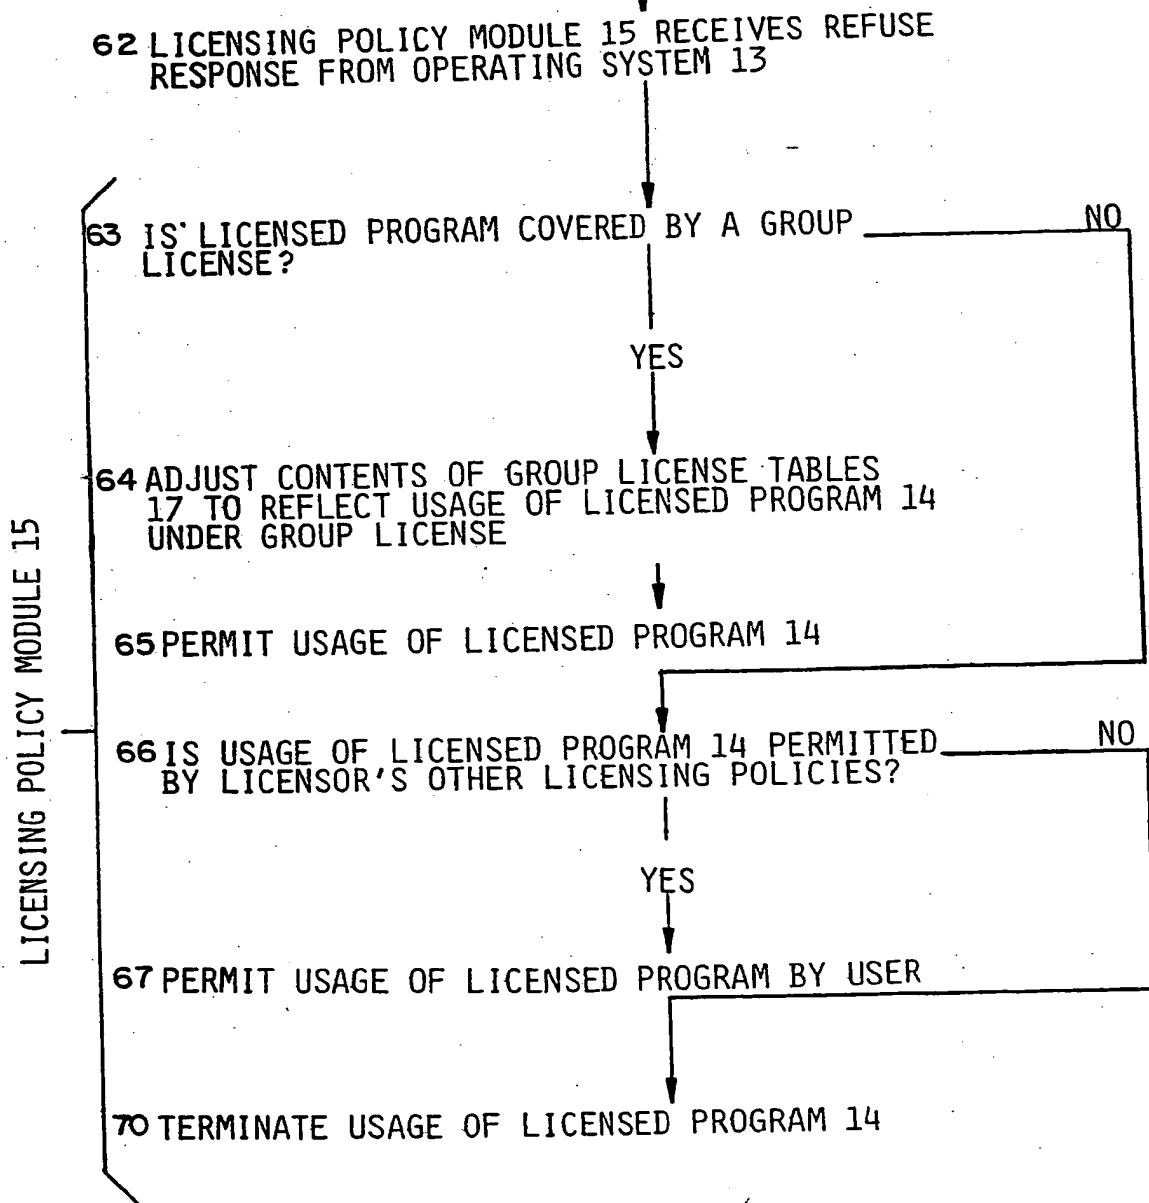 62 LICENSING POLICY MODULE 15 RECEIVES REFUSE
RESPONSE FROM OPERATING SYSTEM 13
63 IS LICENSED PROGRAM COVERED BY A GROUP NO
LICENSE?
YES
64 ADJUST CONTENTS OF GROUP LICENSE TABLES
17 TO REFLECT USAGE OF LICENSED PROGRAM 14
UNDER GROUP LICENSE
65 PERMIT USAGE OF LICENSED PROGRAM 14
66 IS USAGE OF LICENSED PROGRAM 14 PERMITTED NO
BY LICENSOR'S OTHER LICENSING POLICIES?
YES
67 PERMIT USAGE OF LICENSED PROGRAM BY USER
70 TERMINATE USAGE OF LICENSED PROGRAM 14
LICENSING POLICY MODULE 15